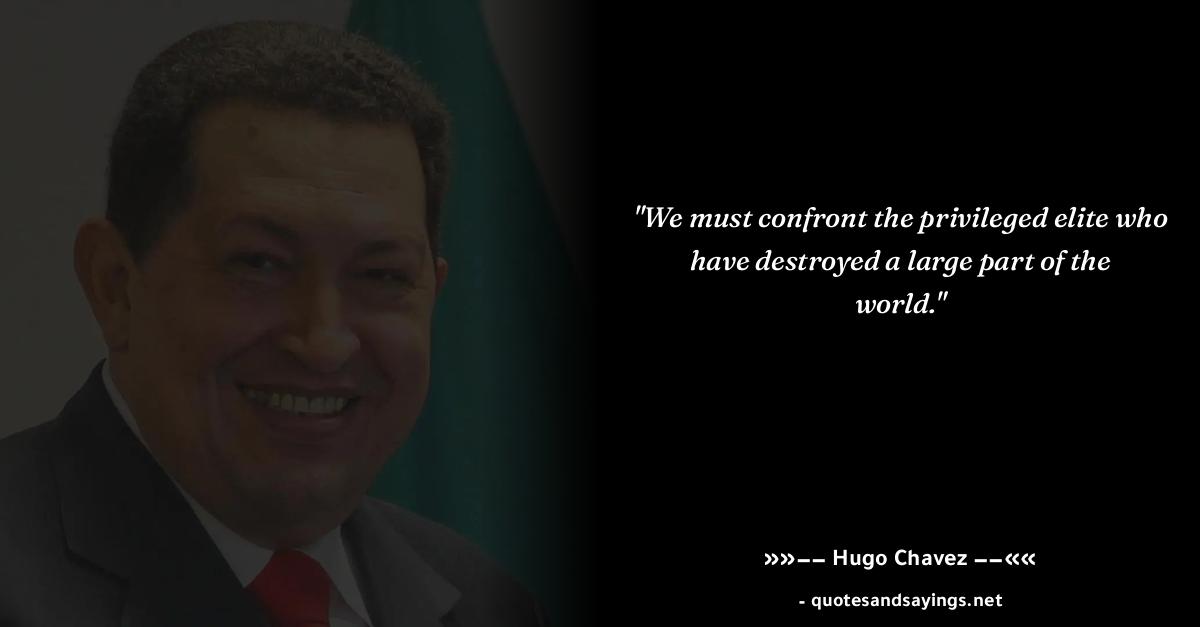 "We must confront the privileged elite who
have destroyed a large part of the
world."
»»−− Hugo Chavez −−««
- quotesandsayings.net